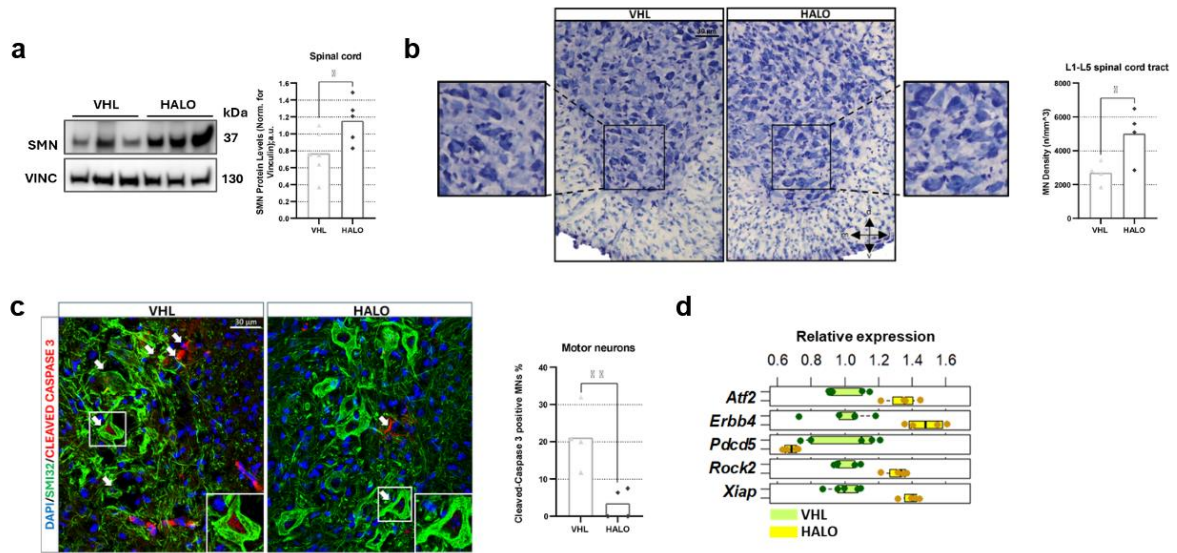 a
VHL
HALO
kDa
SMN
37
VINC
130
Spinal cord
SMN Protein Levels (Norm. for
Vinculin);a.u.
1.6
1.4
1.2
1.0
0.8
0.6
0.4
0.2
0.0
VHL
HALO
b
VHL
HALO
L1-L5 spinal cord tract
MN Density (n/mm^3)
8000
6000
4000
2000
0
VHL
HALO
c
VHL
HALO
30 µm
DAPI/SMI32/CLEAVED CASPASE 3
Motor neurons
Cleaved-Caspase 3 positive MNs %
40
30
20
10
0
VHL
HALO
d
Relative expression
0.6 0.8 1.0 1.2 1.4 1.6
Atf2
Erbb4
Pdcd5
Rock2
Xiap
VHL
HALO